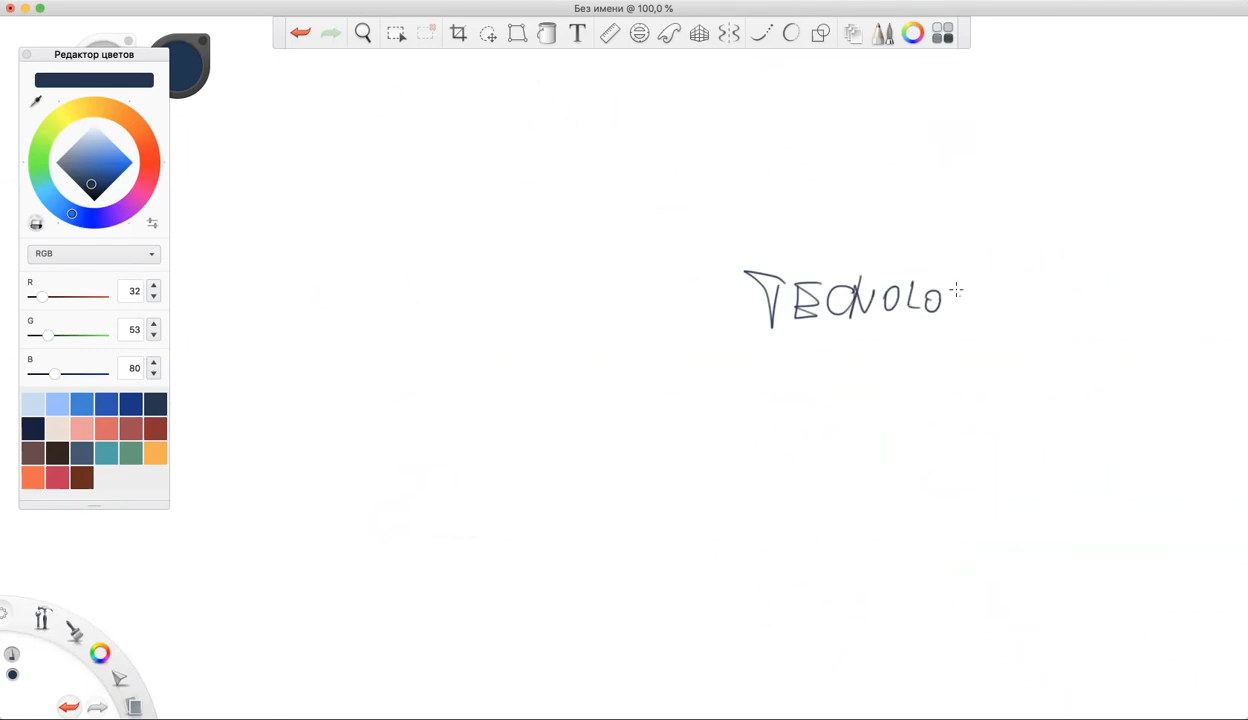 Без имени @ 100,0 %
Редактор цветов
RGB
R 32
G 53
B 80
TECNOLO